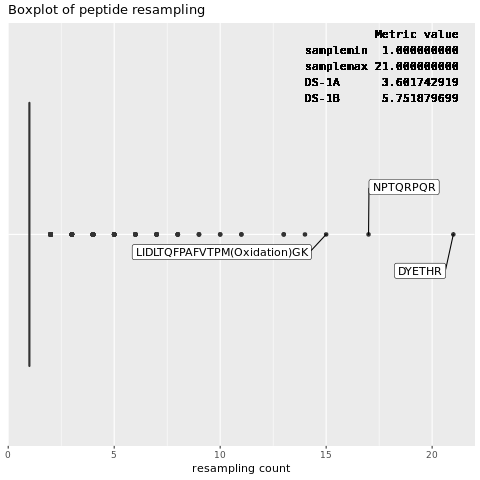 Boxplot of peptide resampling
Metric value
samplemin 1.000000000
samplemax 21.000000000
DS-1A 3.601742919
DS-1B 5.751879699
NPTQRPQR
LIDLTQFPAFVTPM(Oxidation)GK
DYETHR
0 5 10 15 20
resampling count